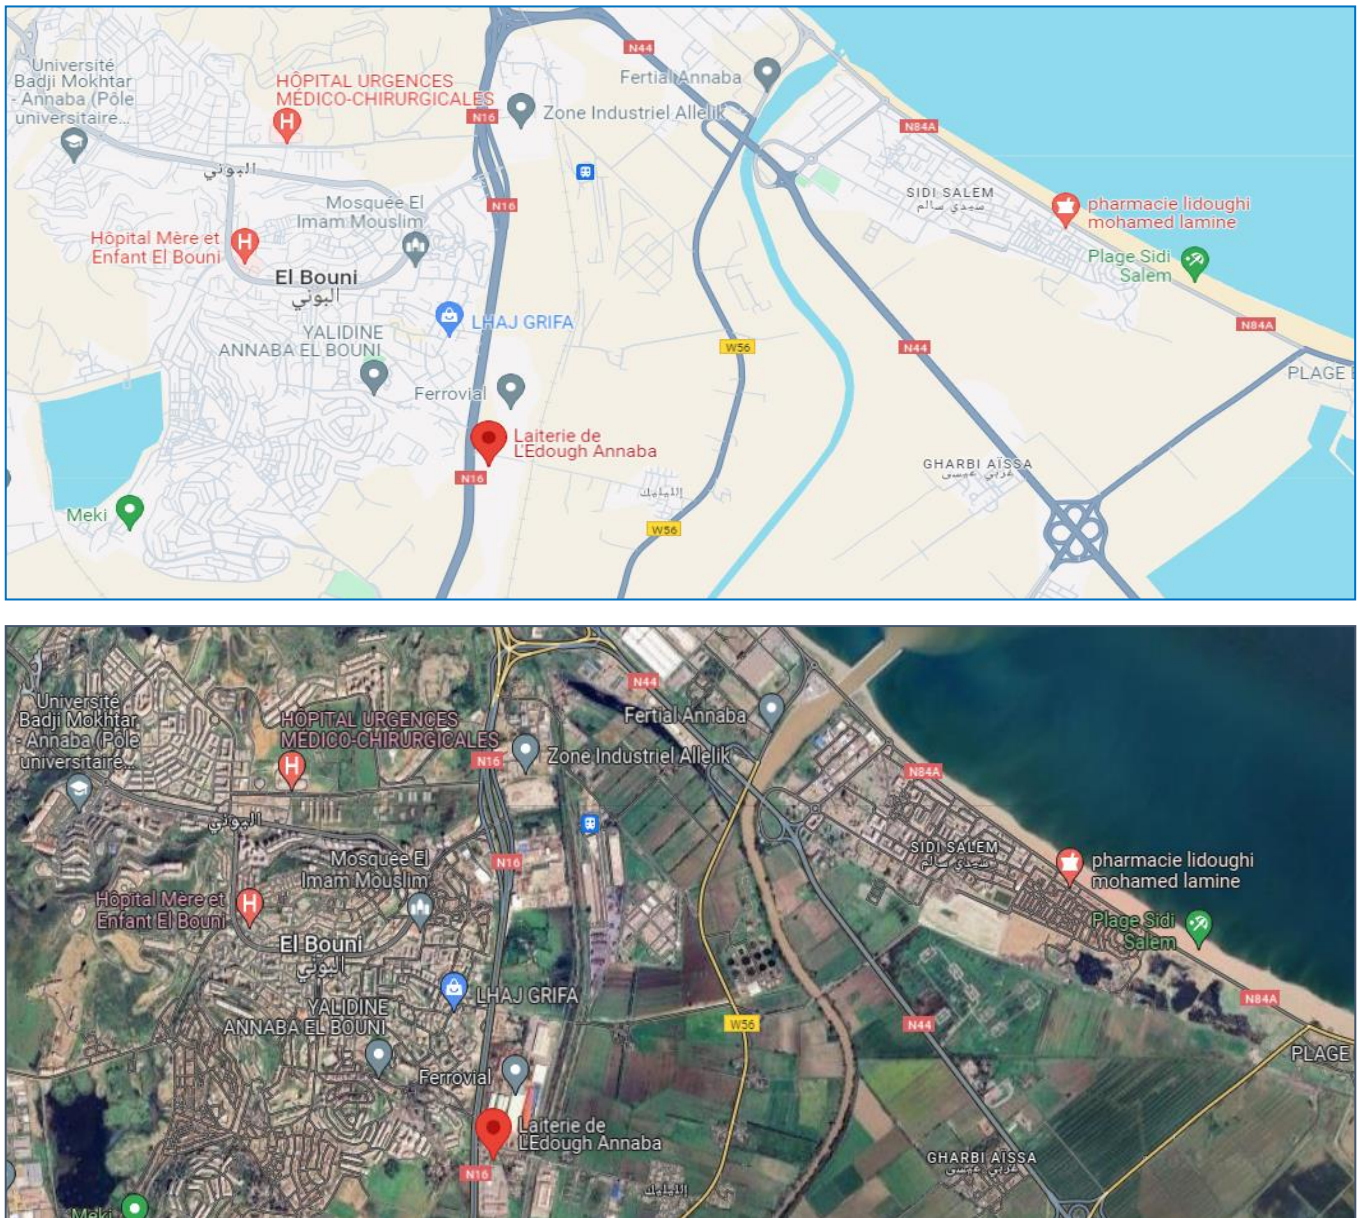 Université
Badji Mokhtar
- Annaba (Pôle
universitaire...
HÔPITAL URGENCES
MÉDICO-CHIRURGICALES
N16
Zone Industriel Allelik
Fertial Annaba
N44
N84A
البوني
Mosquée El
Imam Mouslim
N16
SIDI SALEM
سيدي سالم
pharmacie lidoughi
mohamed lamine
Hôpital Mère et
Enfant El Bouni
El Bouni
البوني
Plage Sidi
Salem
LHAJ GRIFA
YALIDINE
ANNABA EL BOUNI
W56
N44
N84A
PLAGE
Ferrovial
Laiterie de
L'Edough Annaba
N16
GHARBI AÏSSA
غربي عيسى
الليليك
Meki
W56
Université
Badji Mokhtar
- Annaba (Pôle
universitaire...
HÔPITAL URGENCES
MÉDICO-CHIRURGICALES
N16
Zone Industriel Allelik
Fertial Annaba
N44
N84A
البوني
Mosquée El
Imam Mouslim
N16
SIDI SALEM
سيدي سالم
pharmacie lidoughi
mohamed lamine
Hôpital Mère et
Enfant El Bouni
El Bouni
البوني
Plage Sidi
Salem
LHAJ GRIFA
YALIDINE
ANNABA EL BOUNI
W56
N44
N84A
PLAGE
Ferrovial
Laiterie de
L'Edough Annaba
N16
GHARBI AÏSSA
غربي عيسى
الليليك
Meki